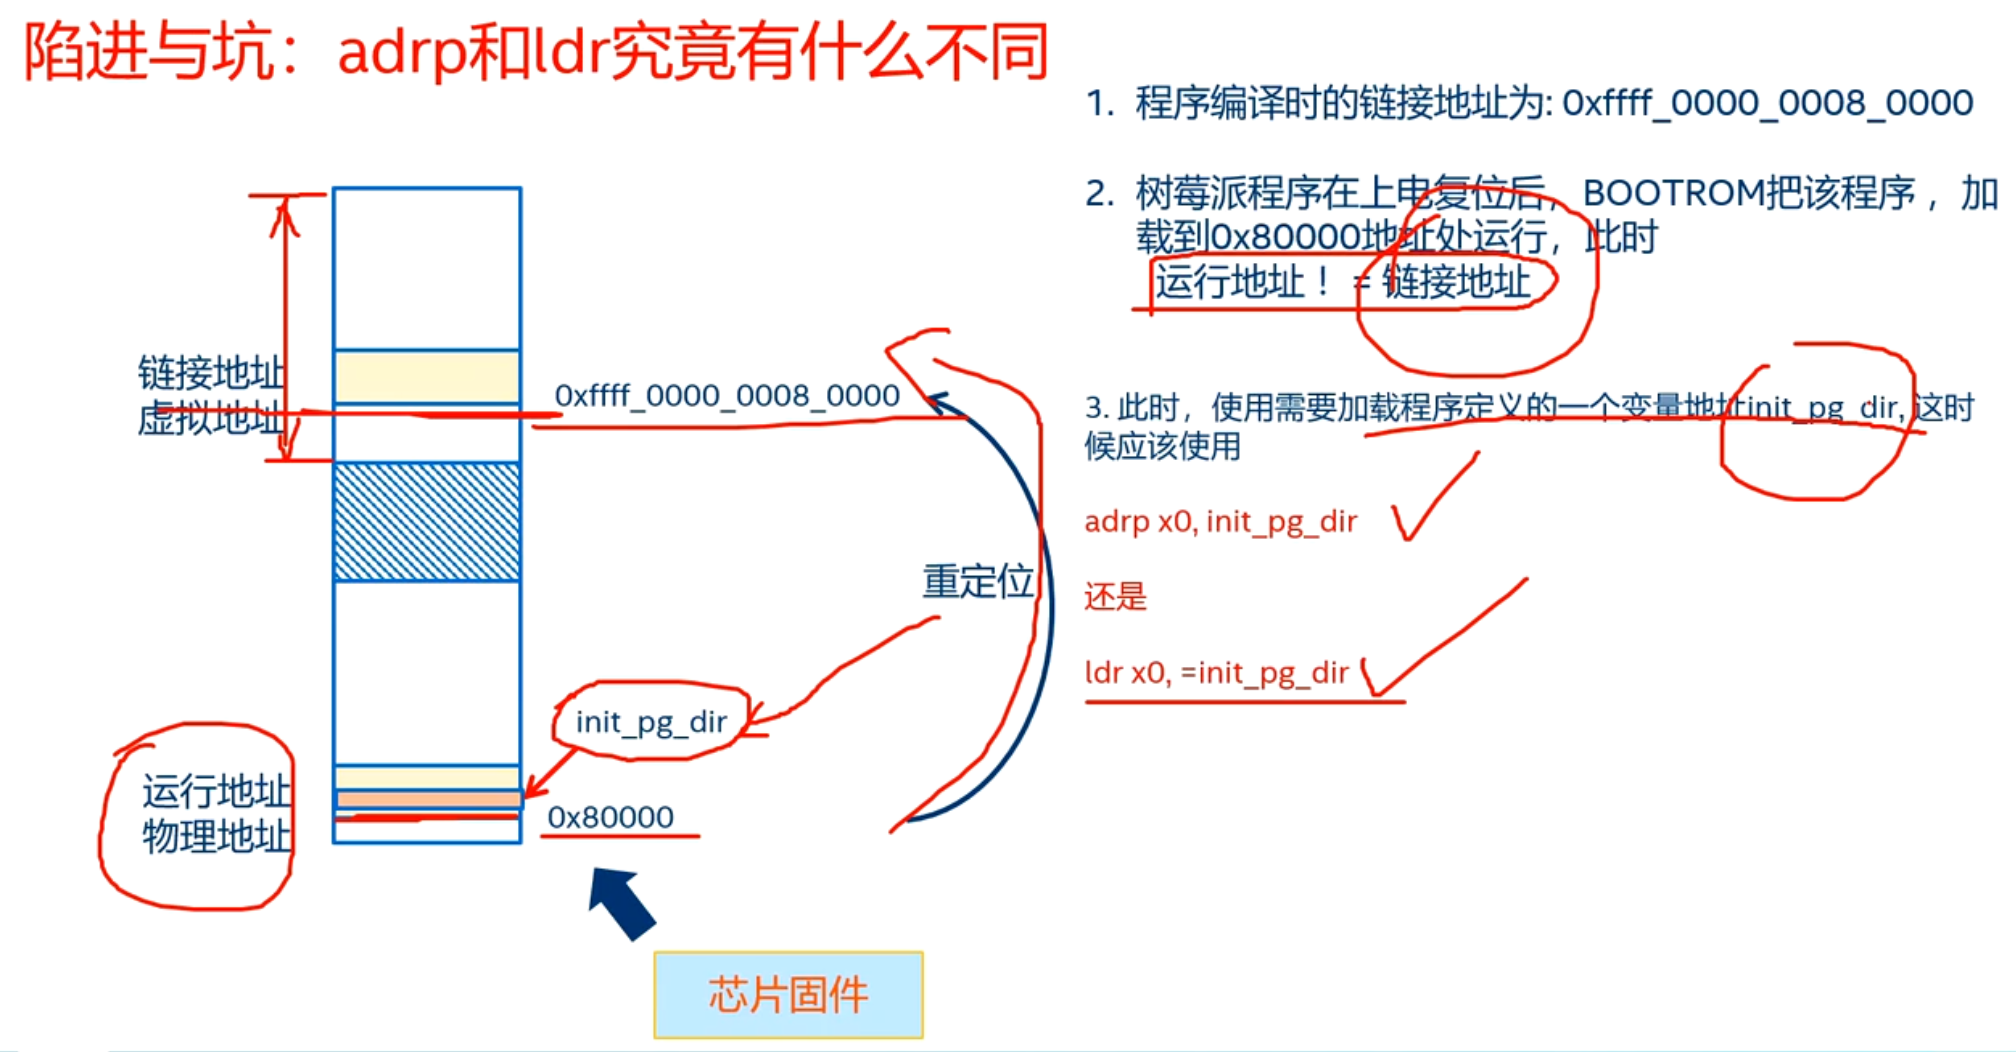 陷进与坑：adrp和ldr究竟有什么不同
1. 程序编译时的链接地址为: 0xffff_0000_0008_0000
2. 树莓派程序在上电复位后，BOOTROM把该程序，加
载到0x80000地址处运行，此时
运行地址！= 链接地址
3. 此时，使用需要加载程序定义的一个变量地址init_pg_dir, 这时
候应该使用
adrp x0, init_pg_dir
还是
ldr x0, =init_pg_dir
链接地址
虚拟地址
0xffff_0000_0008_0000
重定位
init_pg_dir
运行地址
物理地址
0x80000
芯片固件